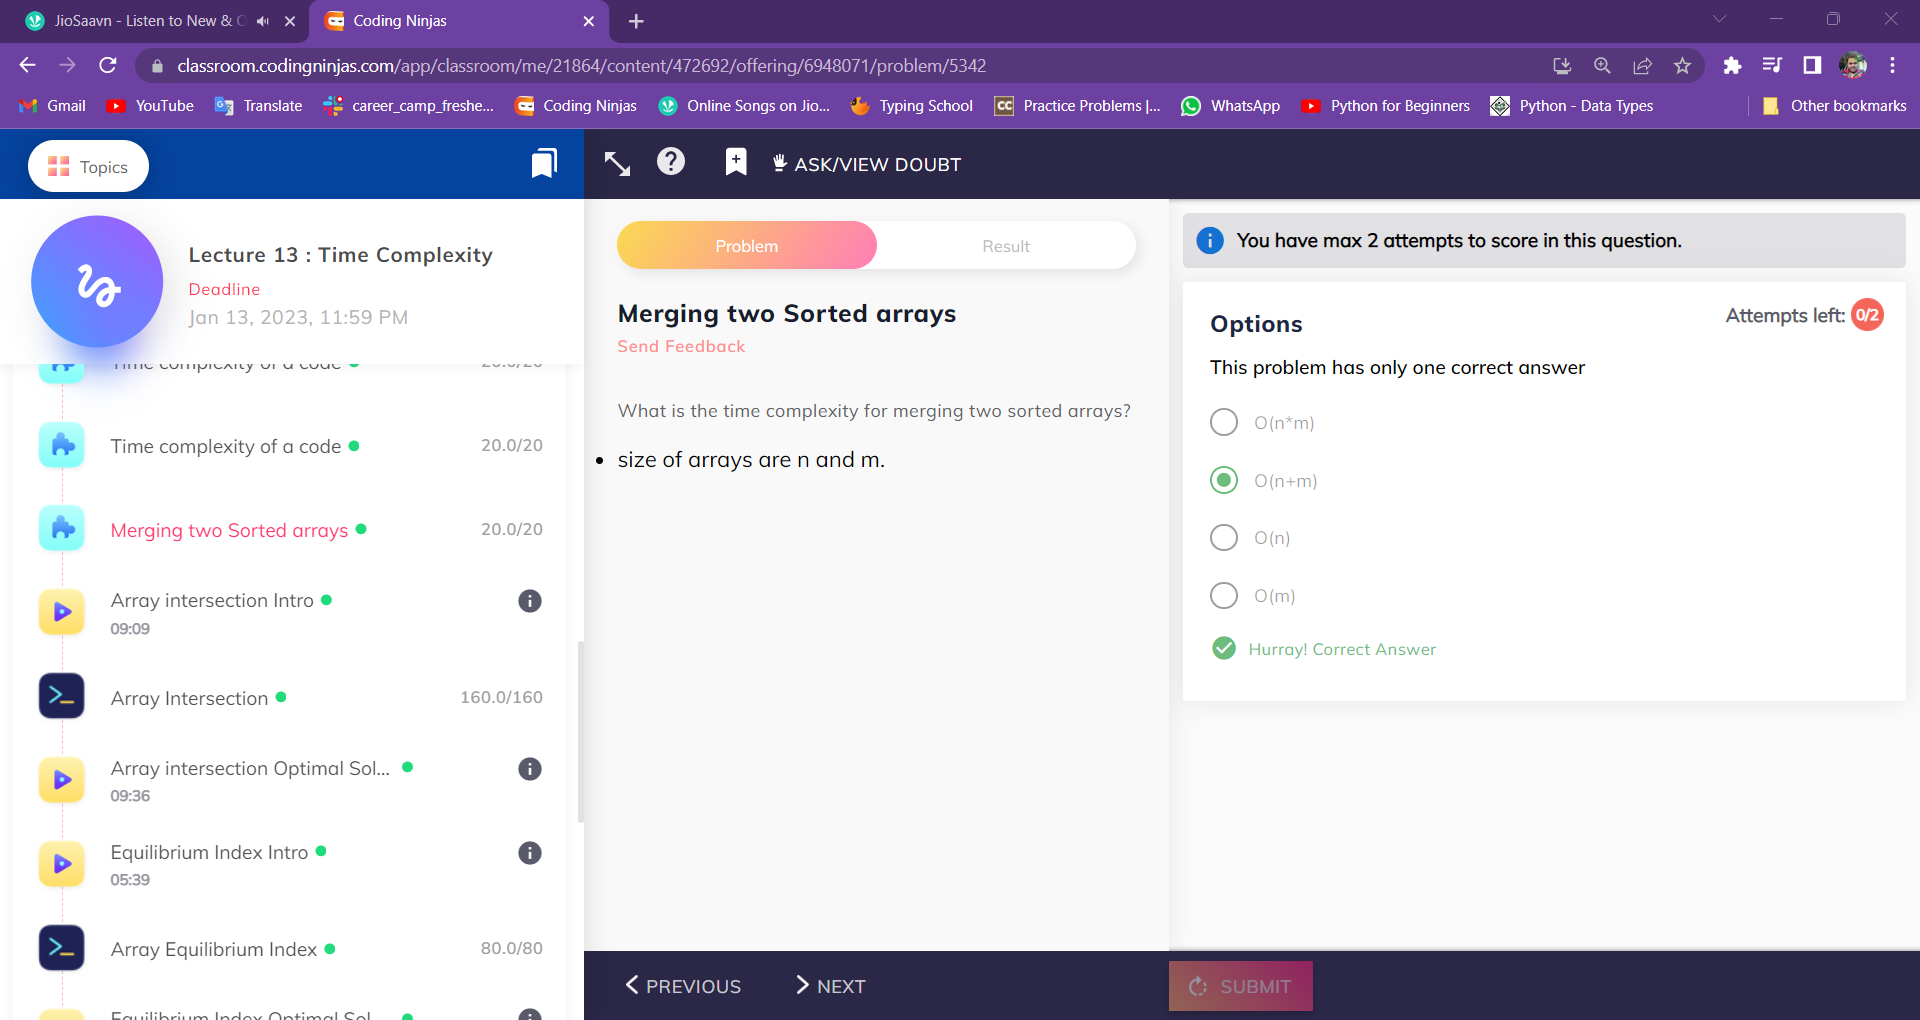 JioSaavn - Listen to New & O
Coding Ninjas
classroom.codingninjas.com/app/classroom/me/21864/content/472692/offering/6948071/problem/5342
Gmail
YouTube
Translate
career_camp_freshe...
Coding Ninjas
Online Songs on Jio...
Typing School
CC
Practice Problems |...
WhatsApp
Python for Beginners
Python - Data Types
Other bookmarks
Topics
ASK/VIEW DOUBT
Lecture 13 : Time Complexity
Deadline
Jan 13, 2023, 11:59 PM
Time complexity of a code
20.0/20
Time complexity of a code
20.0/20
Merging two Sorted arrays
20.0/20
Array intersection Intro
09:09
Array Intersection
160.0/160
Array intersection Optimal Sol...
09:36
Equilibrium Index Intro
05:39
Array Equilibrium Index
80.0/80
Equilibrium Index Optimal Sol...
Problem
Result
Merging two Sorted arrays
Send Feedback
What is the time complexity for merging two sorted arrays?
• size of arrays are n and m.
You have max 2 attempts to score in this question.
Options
Attempts left: 0/2
This problem has only one correct answer
O(n*m)
O(n+m)
O(n)
O(m)
Hurray! Correct Answer
PREVIOUS
NEXT
SUBMIT